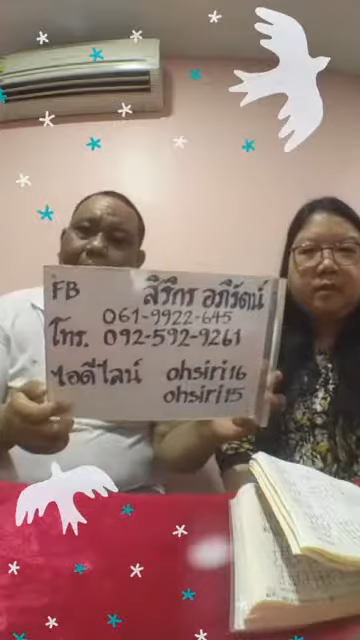 FB สิริกร อภิรัตน์
061-9922-645
โทร. 092-592-9261
ไอดีไลน์ ohsiri16
ohsiri15